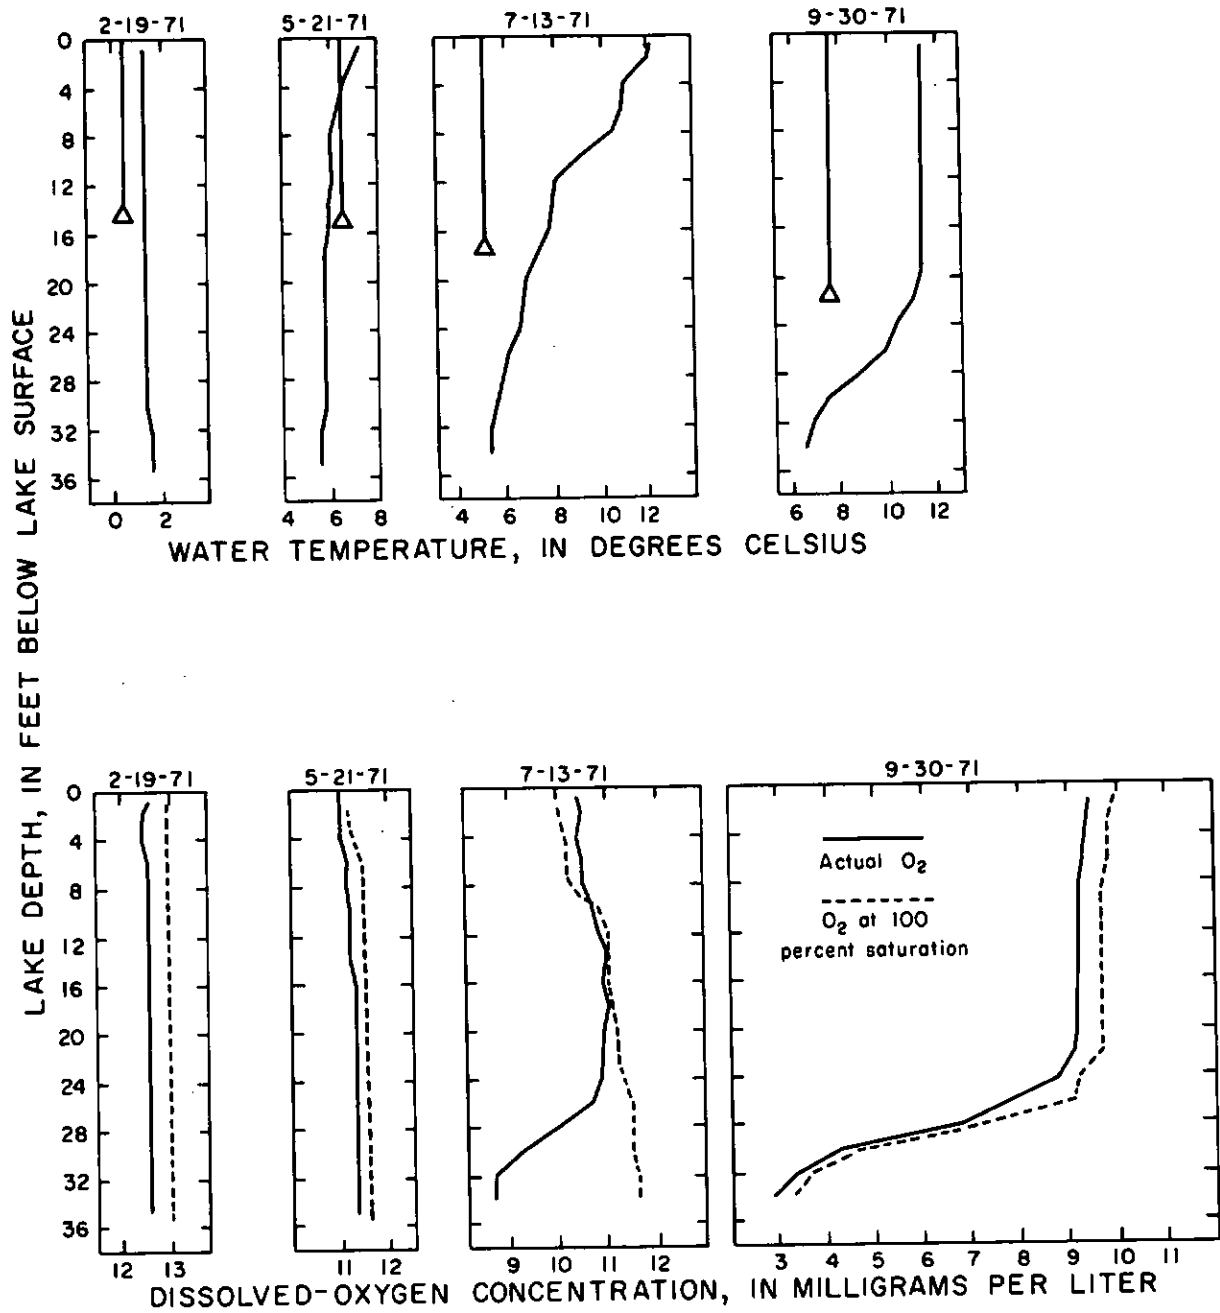 2-19-71 5-21-71 7-13-71 9-30-71
0
4
8
12
16
20
24
28
32
36
0 2 4 6 8 4 6 8 10 12 6 8 10 12
WATER TEMPERATURE, IN DEGREES CELSIUS
LAKE DEPTH, IN FEET BELOW LAKE SURFACE
2-19-71 5-21-71 7-13-71 9-30-71
0
4
8
12
16
20
24
28
32
36
Actual O₂
O₂ at 100
percent saturation
12 13 11 12 9 10 11 3 4 5 6 7 8 9 10 11
DISSOLVED-OXYGEN CONCENTRATION, IN MILLIGRAMS PER LITER